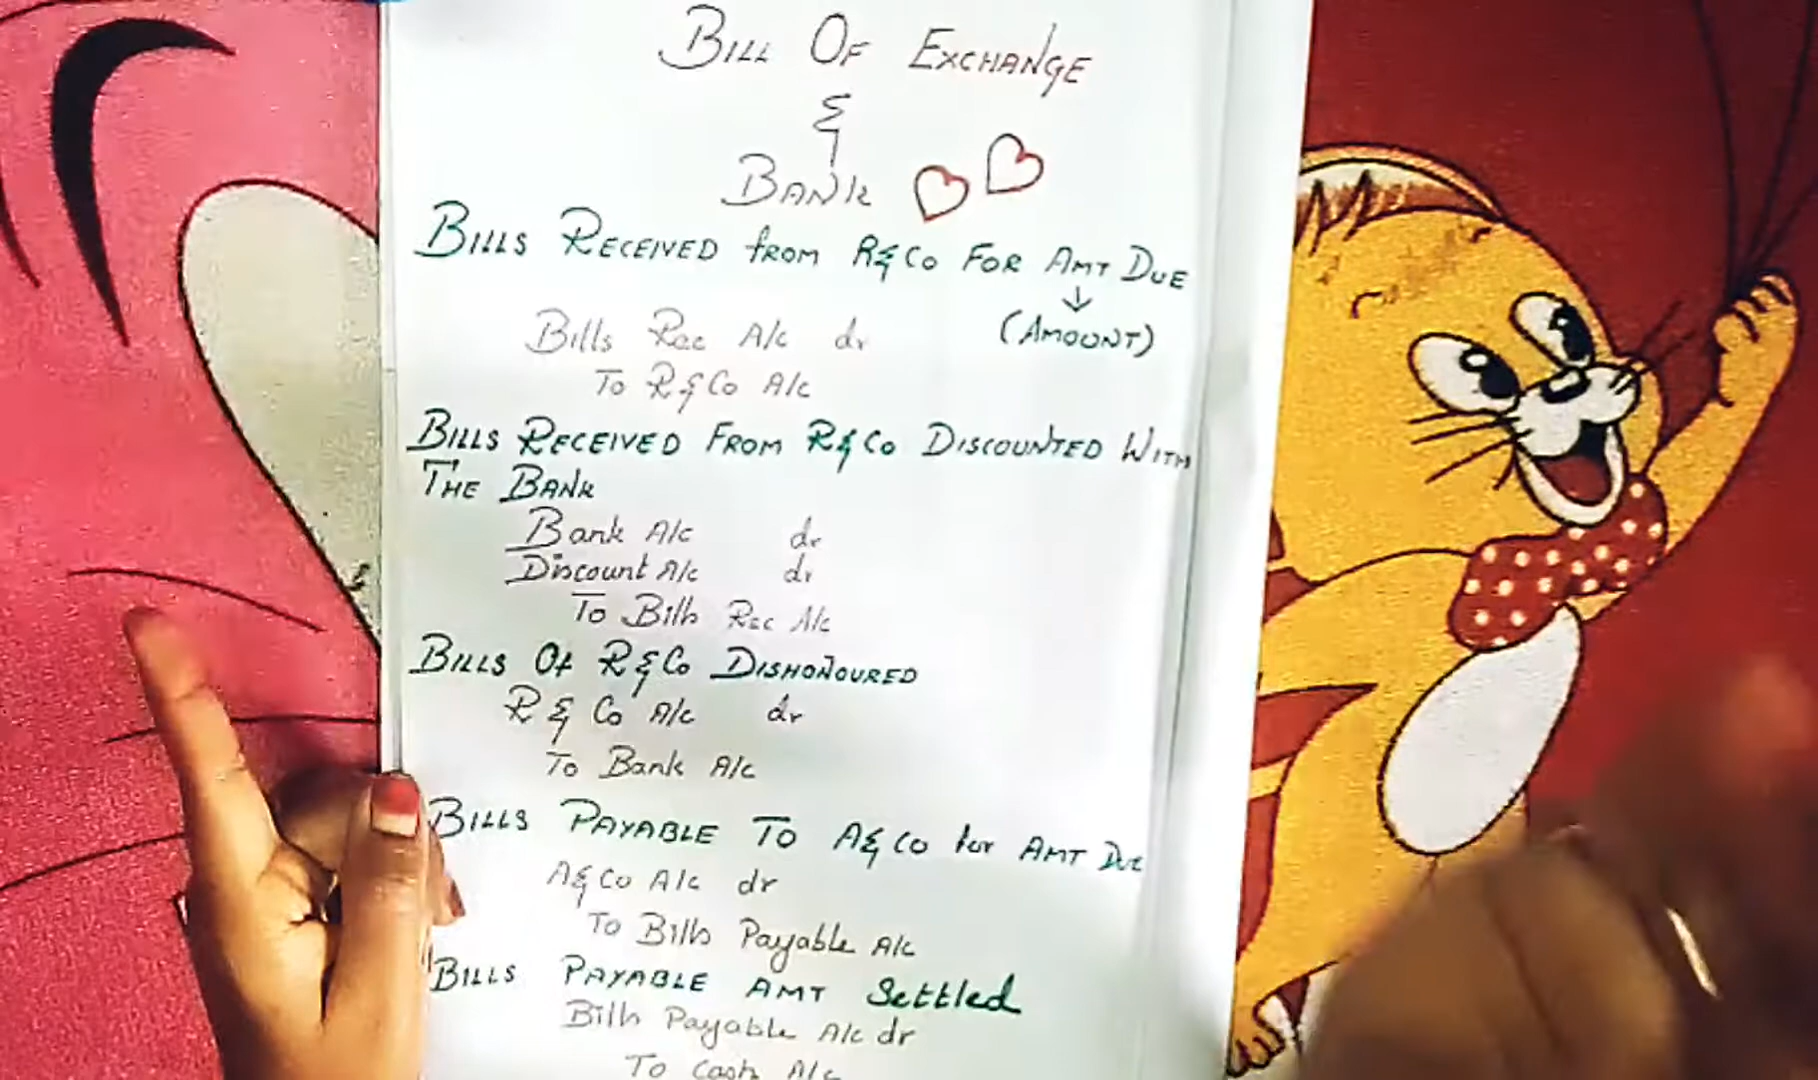 BILL OF EXCHANGE
&
BANK
BILLS RECEIVED from R&Co FOR AMT DUE
↓
(AMOUNT)
Bills Rec A/c dr
To R&Co A/c
BILLS RECEIVED FROM R&Co DISCOUNTED WITH
THE BANK
Bank A/c dr
Discount A/c dr
To Bills Rec A/c
BILLS Of R&Co DISHONOURED
R & Co A/c dr
To Bank A/c
BILLS PAYABLE TO A&CO for AMT DUE
A&CO A/c dr
To Bills Payable A/c
BILLS PAYABLE AMT Settled
Bills Payable A/c dr
To Cash A/c